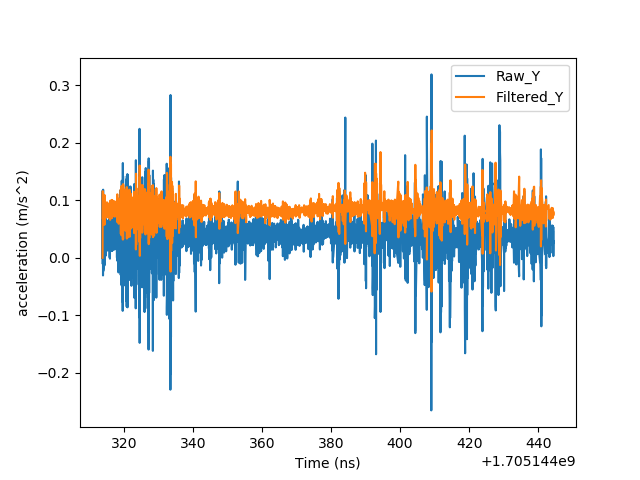 Raw_Y
Filtered_Y
acceleration (m/s^2)
0.3
0.2
0.1
0.0
−0.1
−0.2
320 340 360 380 400 420 440
+1.705144e9
Time (ns)